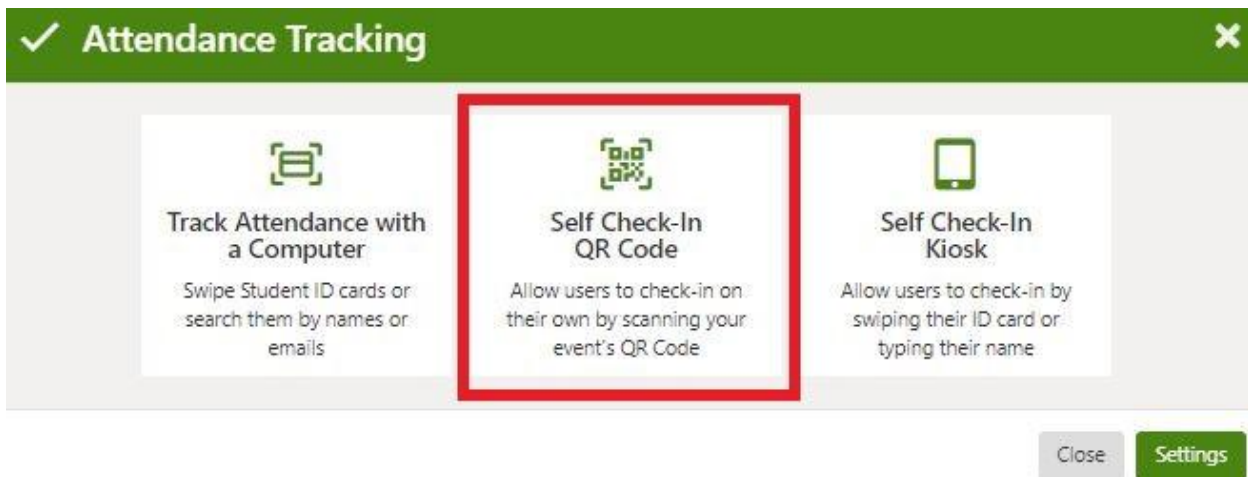 Attendance Tracking
Track Attendance with
a Computer
Swipe Student ID cards or
search them by names or
emails
Self Check-In
QR Code
Allow users to check-in on
their own by scanning your
event's QR Code
Self Check-In
Kiosk
Allow users to check-in by
swiping their ID card or
typing their name
Close
Settings